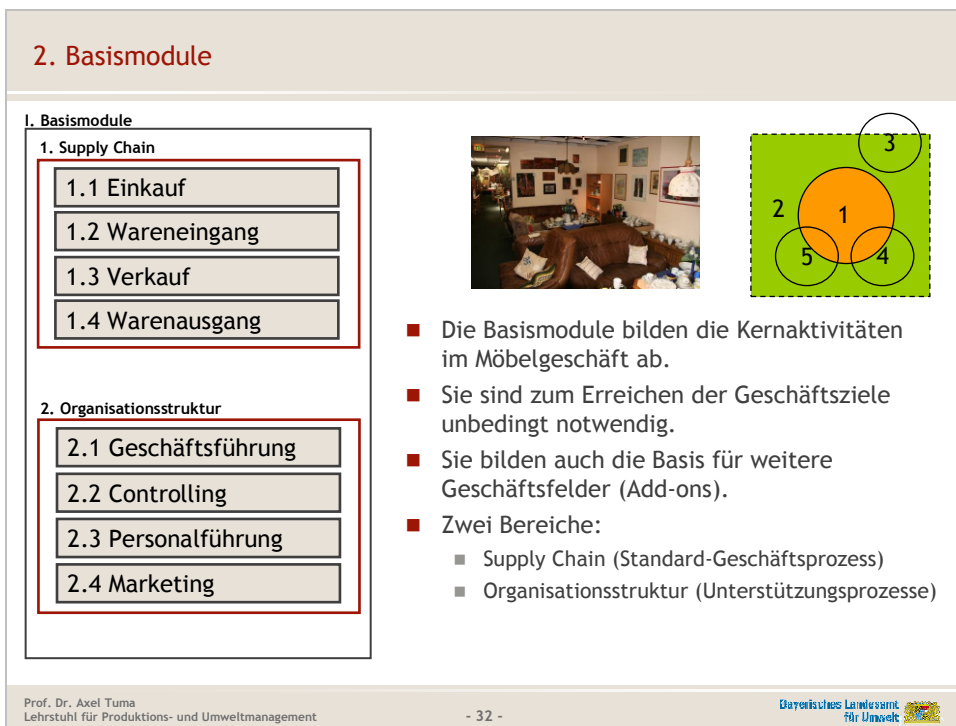 2. Basismodule
I. Basismodule
1. Supply Chain
1.1 Einkauf
1.2 Wareneingang
1.3 Verkauf
1.4 Warenausgang
2. Organisationsstruktur
2.1 Geschäftsführung
2.2 Controlling
2.3 Personalführung
2.4 Marketing
3
2
1
5
4
Die Basismodule bilden die Kernaktivitäten
im Möbelgeschäft ab.
Sie sind zum Erreichen der Geschäftsziele
unbedingt notwendig.
Sie bilden auch die Basis für weitere
Geschäftsfelder (Add-ons).
Zwei Bereiche:
Supply Chain (Standard-Geschäftsprozess)
Organisationsstruktur (Unterstützungsprozesse)
Prof. Dr. Axel Tuma
Lehrstuhl für Produktions- und Umweltmanagement
- 32 -
Bayerisches Landesamt
für Umwelt